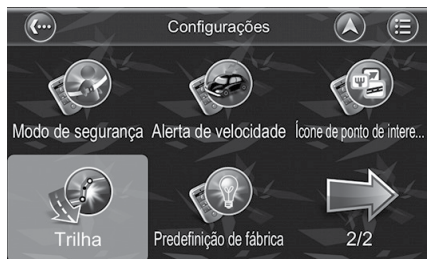 Configurações
Modo de segurança Alerta de velocidade Ícone de ponto de intere...
Trilha Predefinição de fábrica 2/2